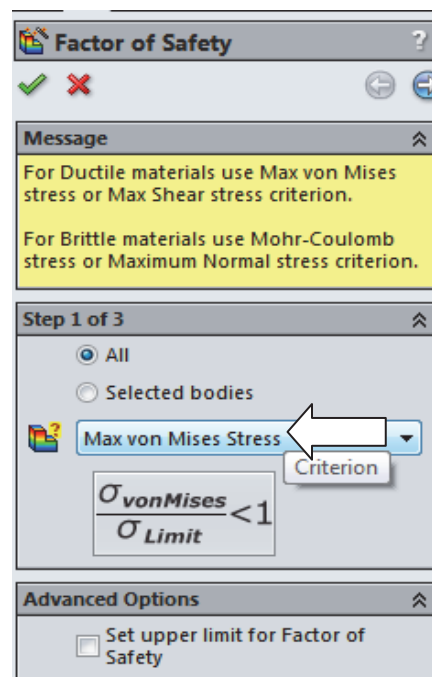 Factor of Safety ?
Message
For Ductile materials use Max von Mises
stress or Max Shear stress criterion.
For Brittle materials use Mohr-Coulomb
stress or Maximum Normal stress criterion.
Step 1 of 3
All
Selected bodies
Max von Mises Stress
Criterion
σvonMises
σLimit
<1
Advanced Options
Set upper limit for Factor of
Safety